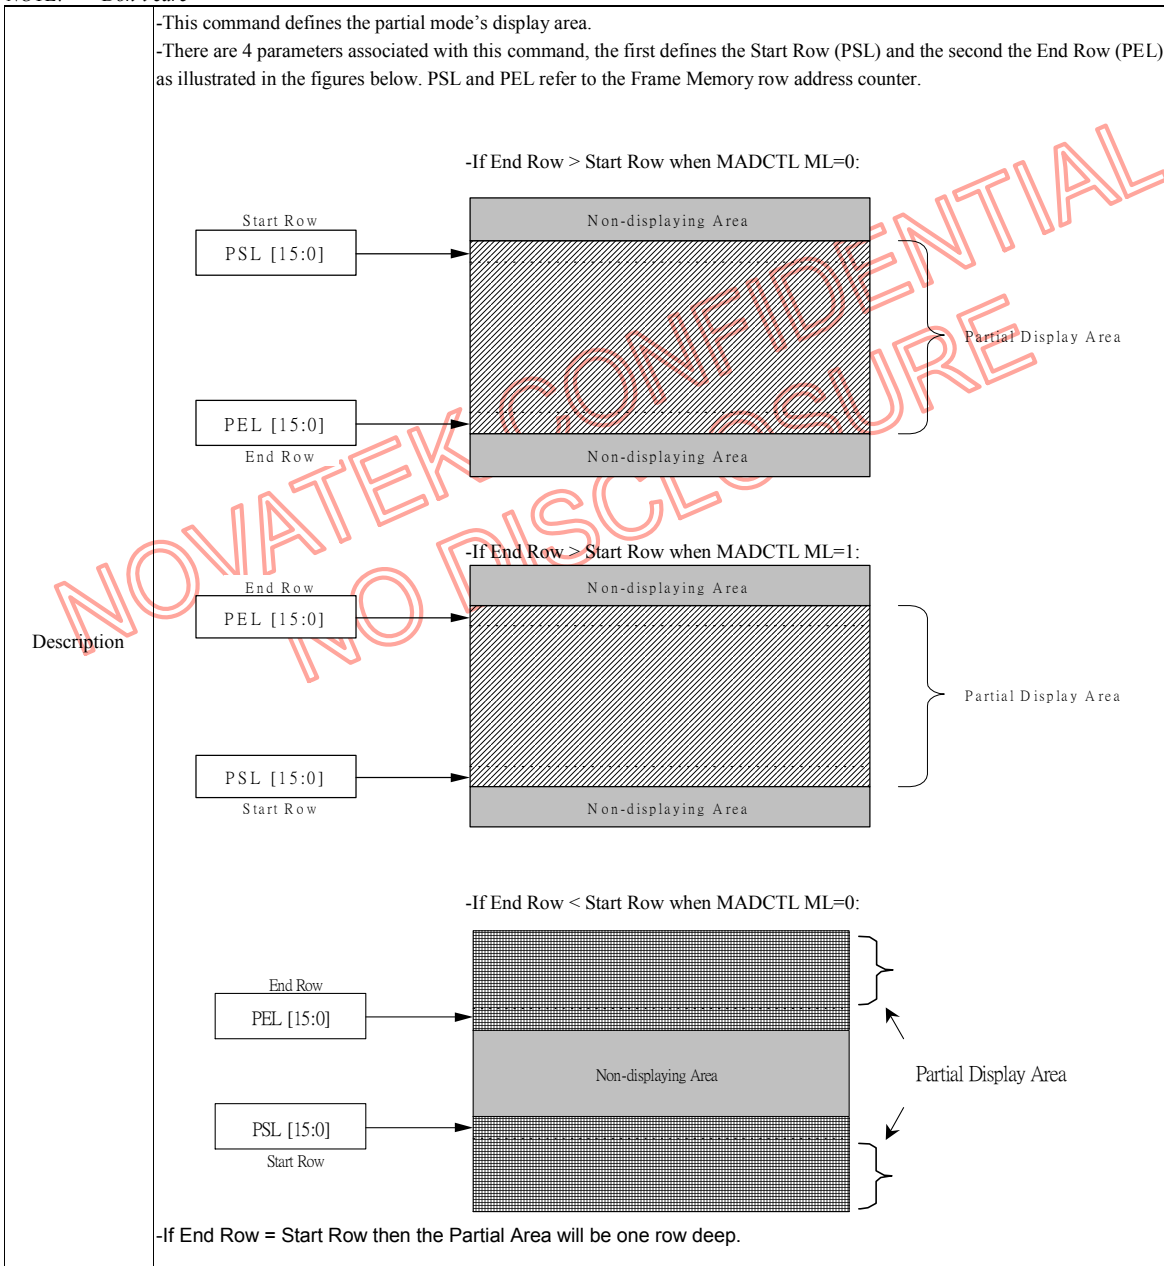 -This command defines the partial mode's display area.
-There are 4 parameters associated with this command, the first defines the Start Row (PSL) and the second the End Row (PEL)
as illustrated in the figures below. PSL and PEL refer to the Frame Memory row address counter.
-If End Row > Start Row when MADCTL ML=0:
Start Row
PSL [15:0]
Non-displaying Area
Partial Display Area
PEL [15:0]
End Row
Non-displaying Area
-If End Row > Start Row when MADCTL ML=1:
End Row
PEL [15:0]
Non-displaying Area
Description
Partial Display Area
PSL [15:0]
Start Row
Non-displaying Area
-If End Row < Start Row when MADCTL ML=0:
End Row
PEL [15:0]
Non-displaying Area
Partial Display Area
PSL [15:0]
Start Row
-If End Row = Start Row then the Partial Area will be one row deep.
NOVATEK CONFIDENTIAL
NO DISCLOSURE